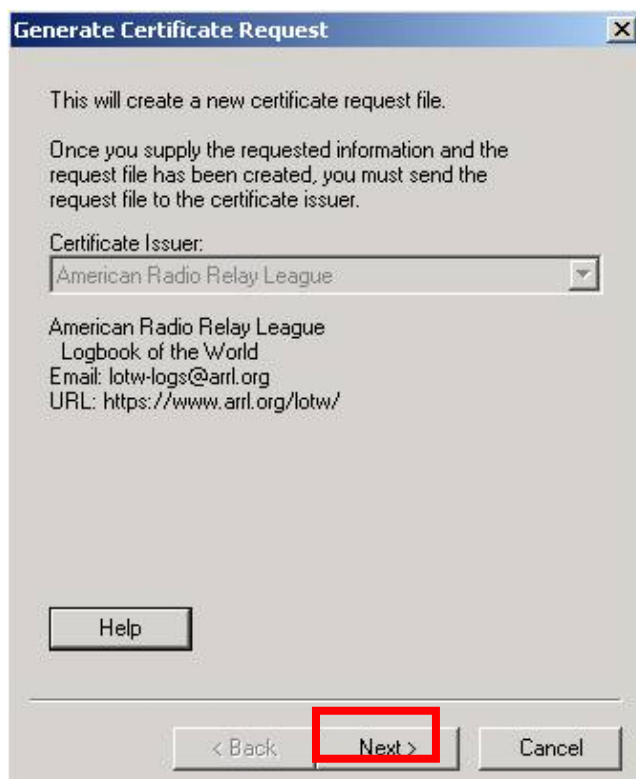 Generate Certificate Request
This will create a new certificate request file.
Once you supply the requested information and the
request file has been created, you must send the
request file to the certificate issuer.
Certificate Issuer:
American Radio Relay League
American Radio Relay League
Logbook of the World
Email: lotw-logs@arrl.org
URL: https://www.arrl.org/lotw/
Help
< Back Next > Cancel